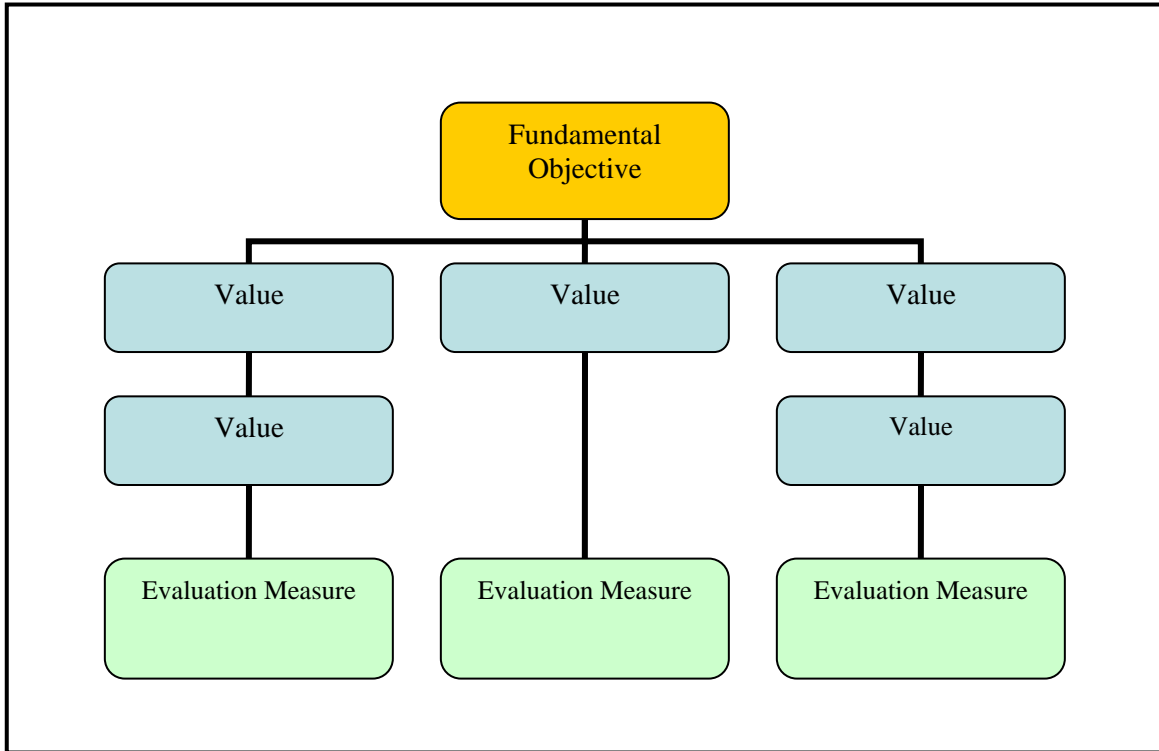 Fundamental
Objective
Value
Value
Value
Value
Value
Evaluation Measure
Evaluation Measure
Evaluation Measure